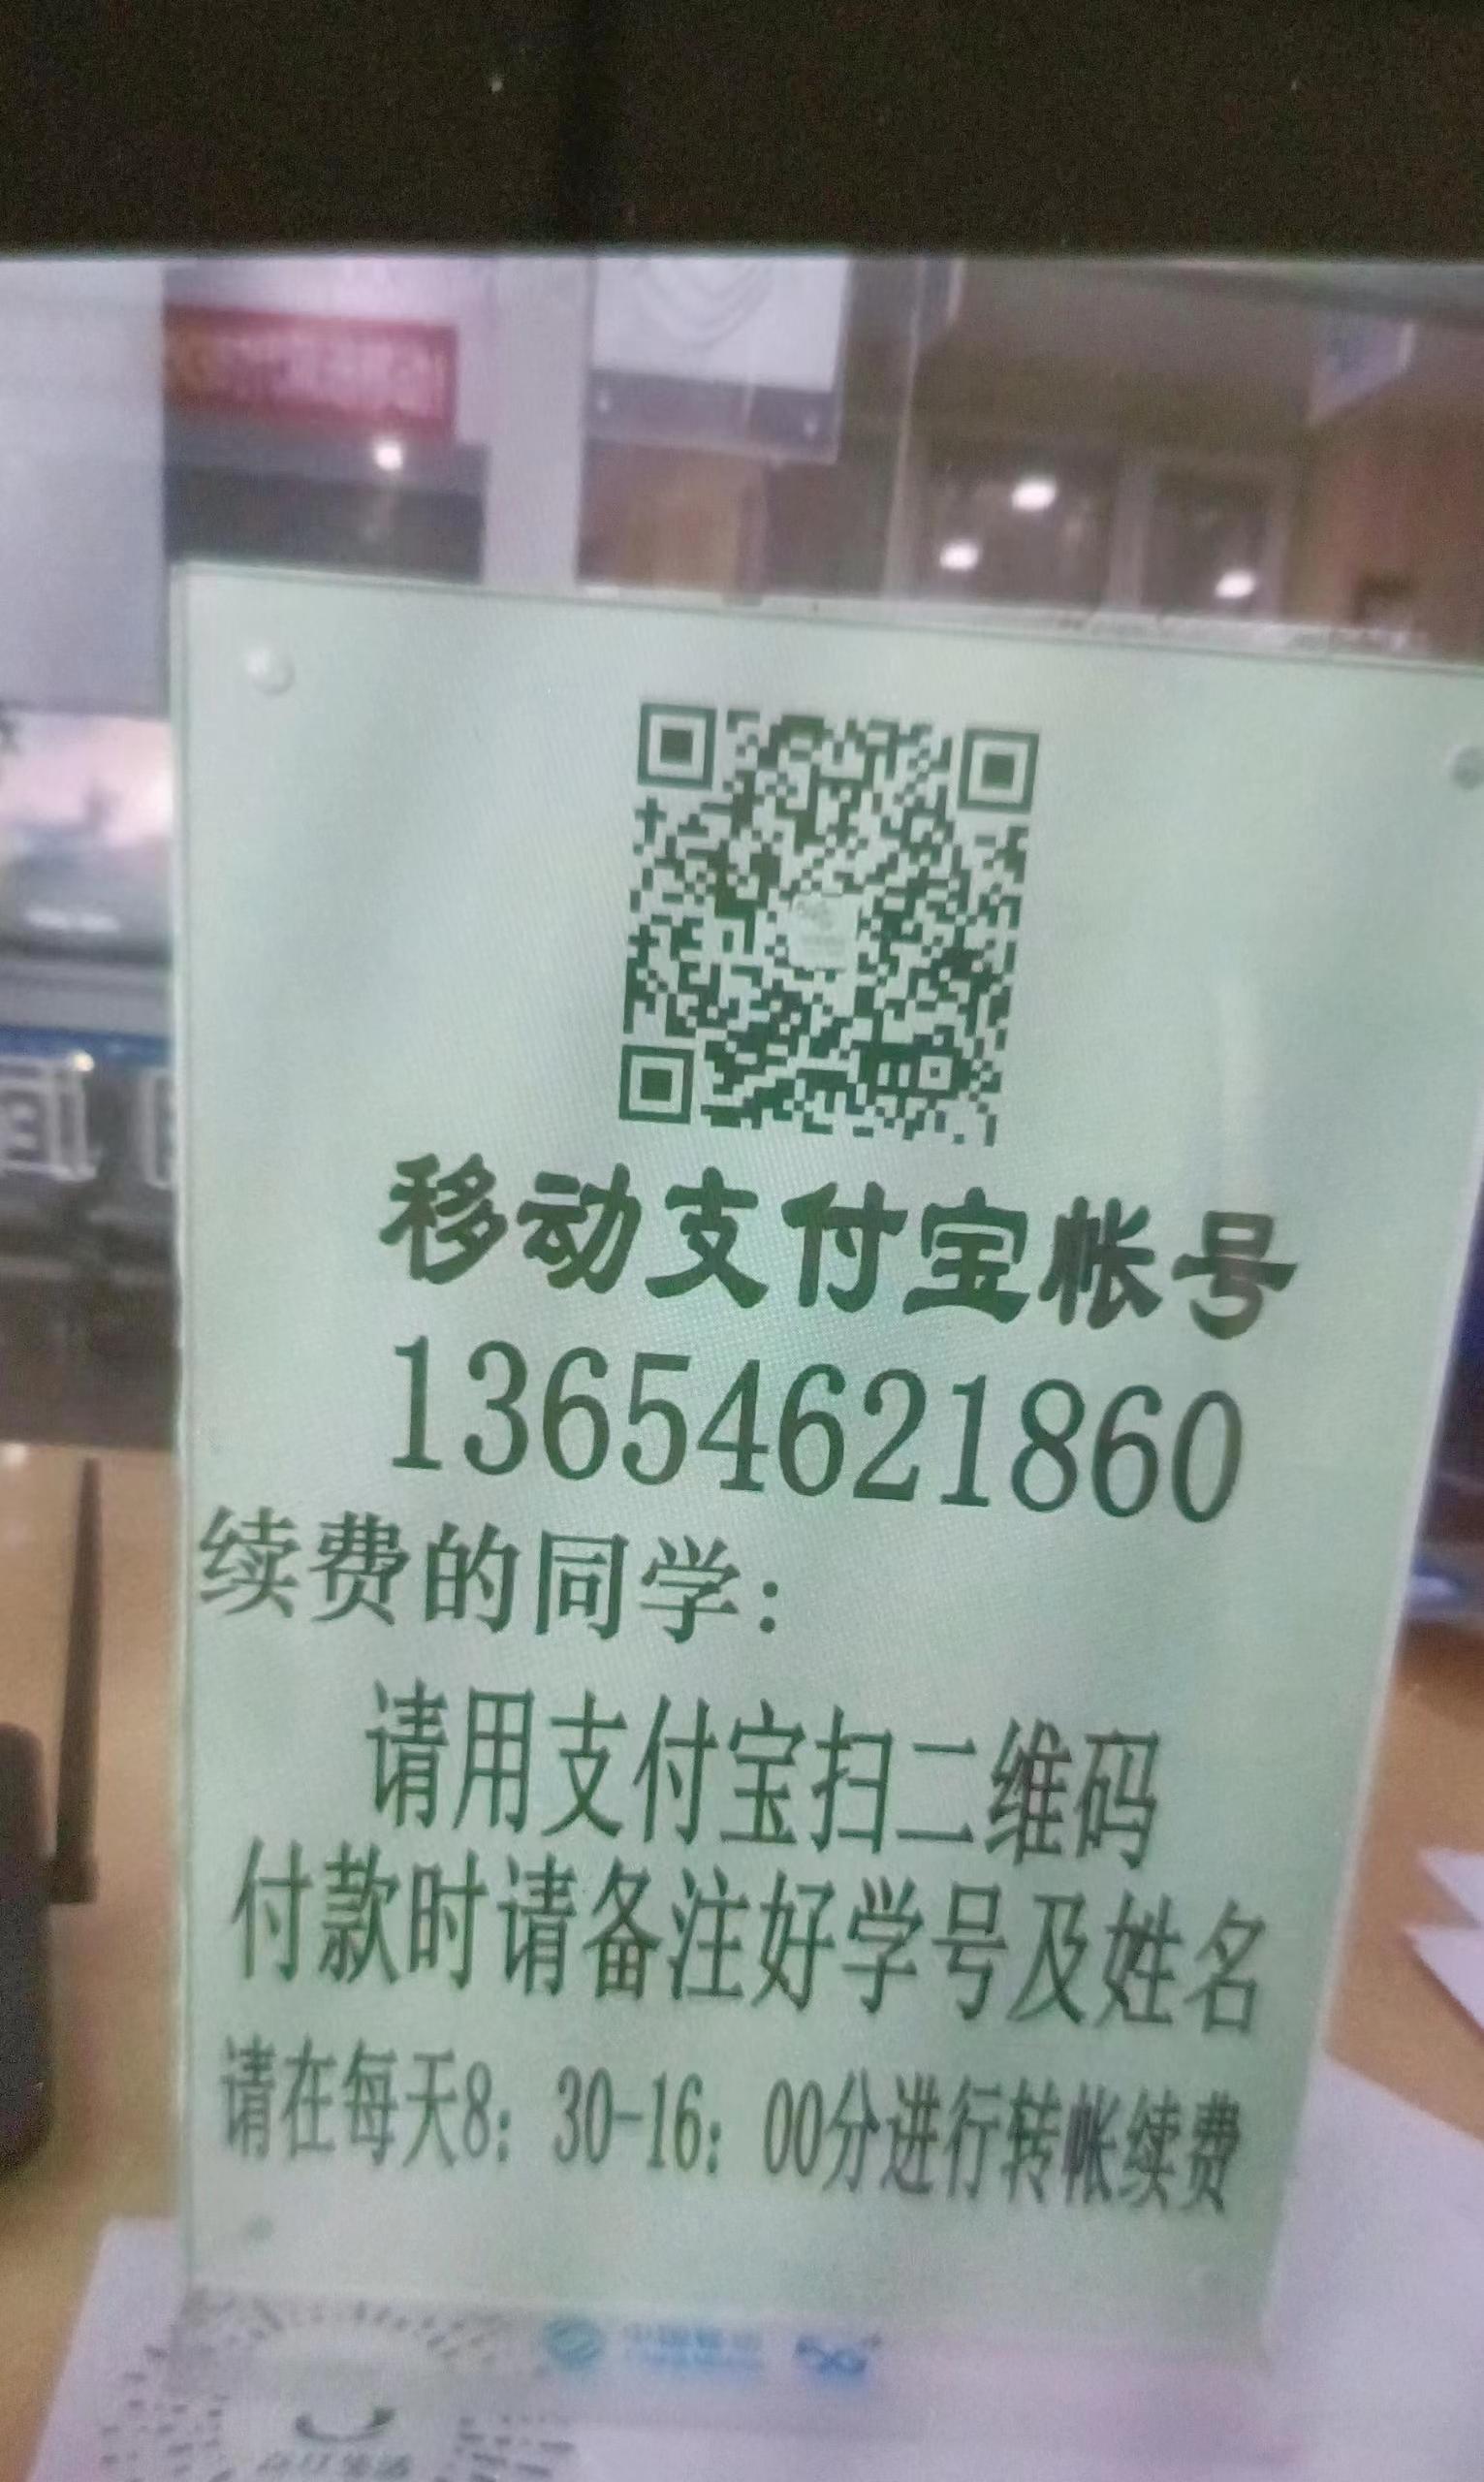 移动支付宝帐号
13654621860
续费的同学：
请用支付宝扫二维码
付款时请备注好学号及姓名
请在每天8：30-16：00分进行转帐续费